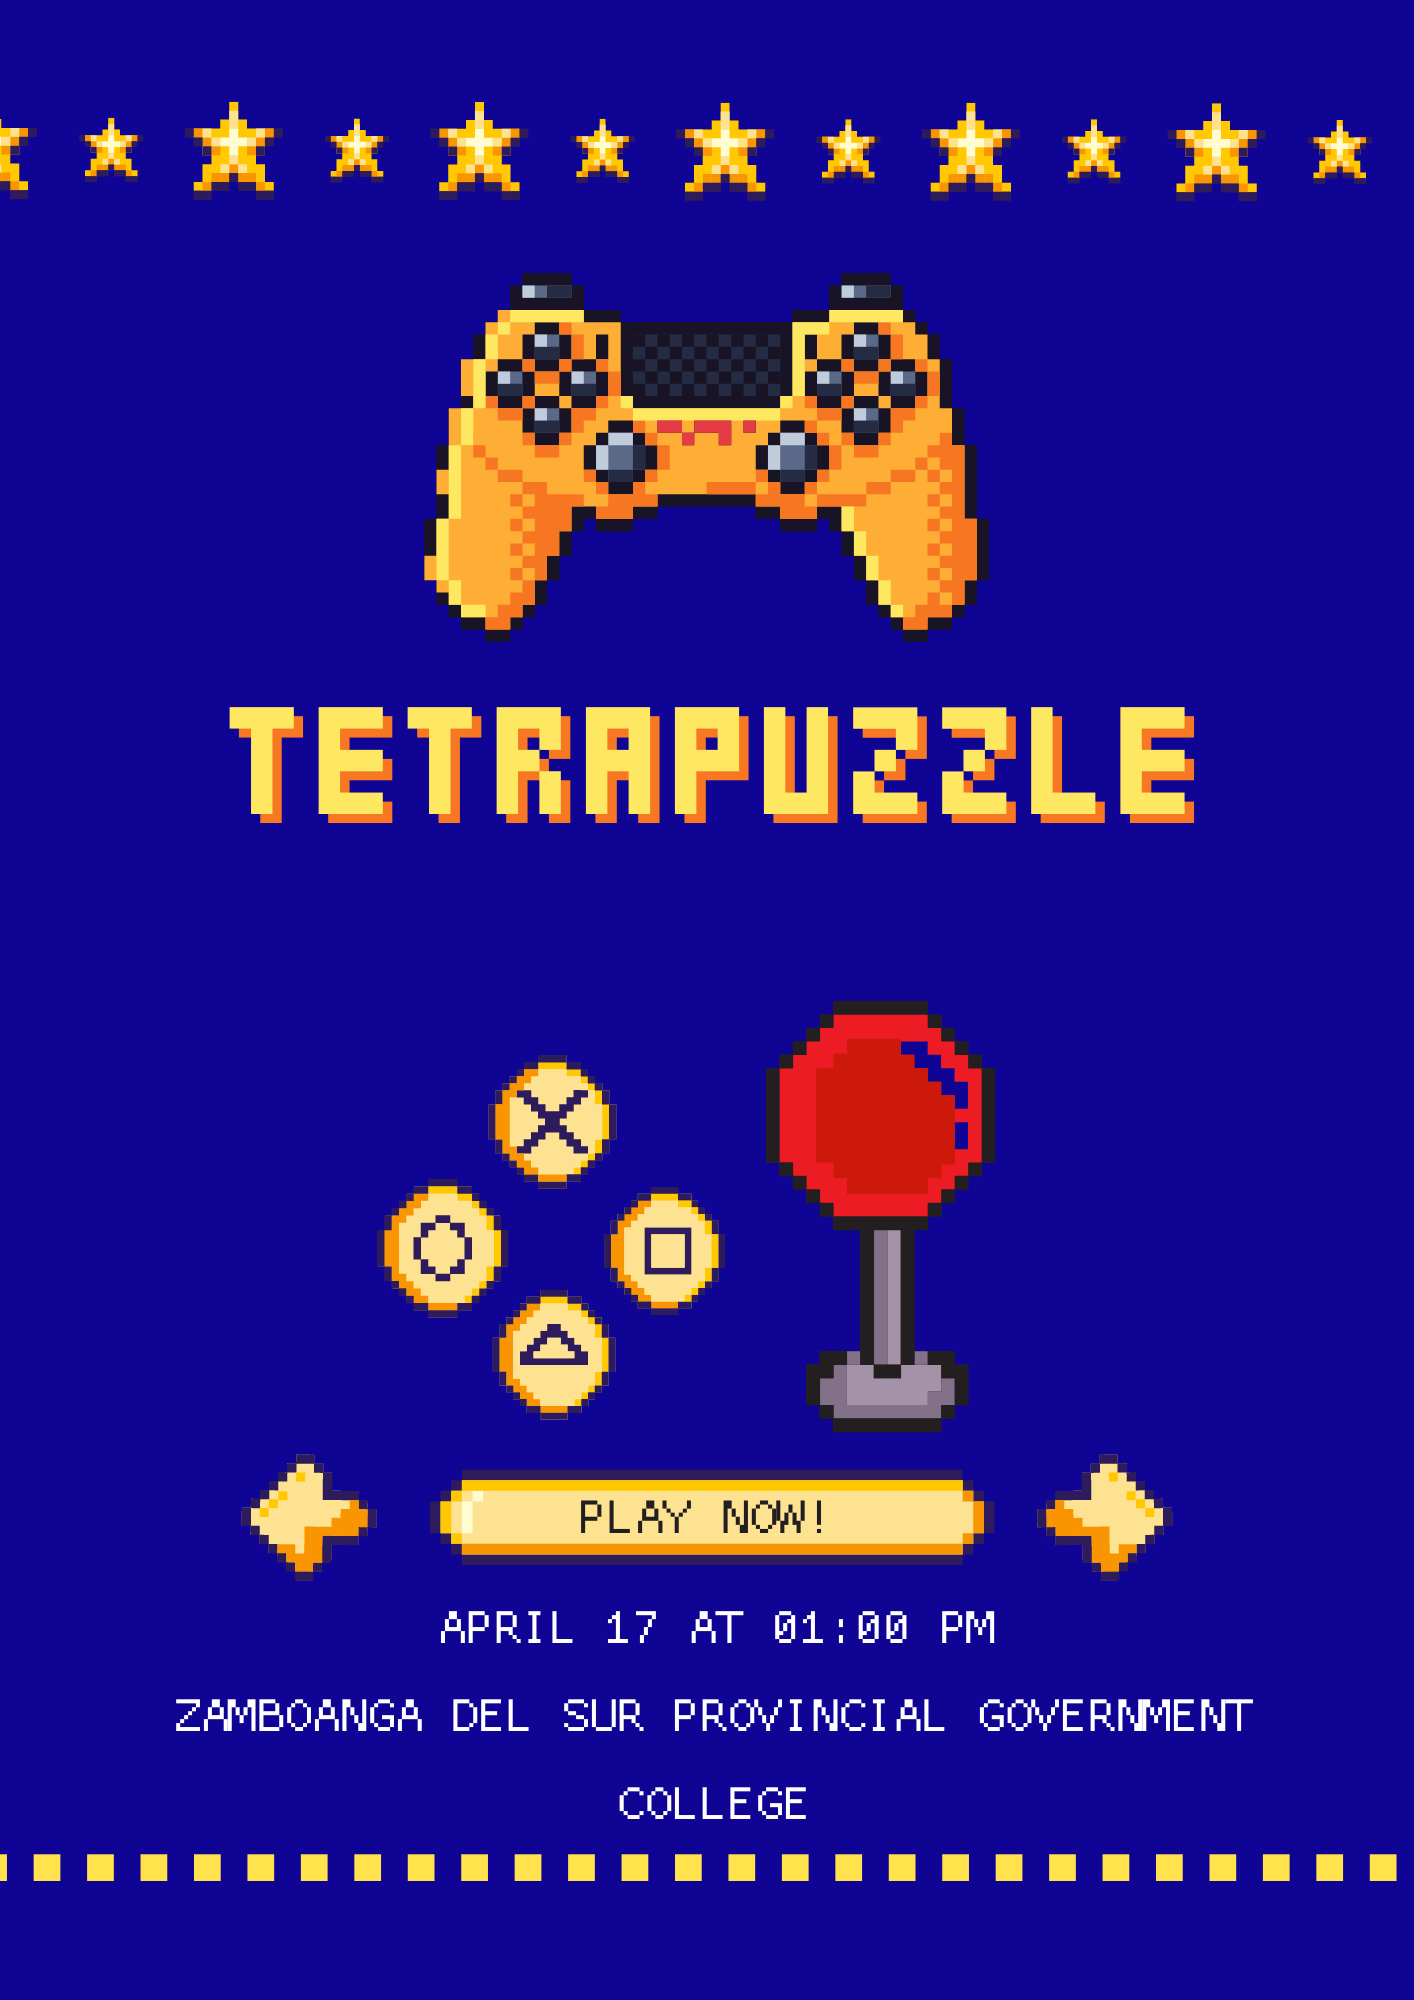 TETRAPUZZLE
PLAY NOW!
APRIL 17 AT 01:00 PM
ZAMBOANGA DEL SUR PROVINCIAL GOVERNMENT
COLLEGE